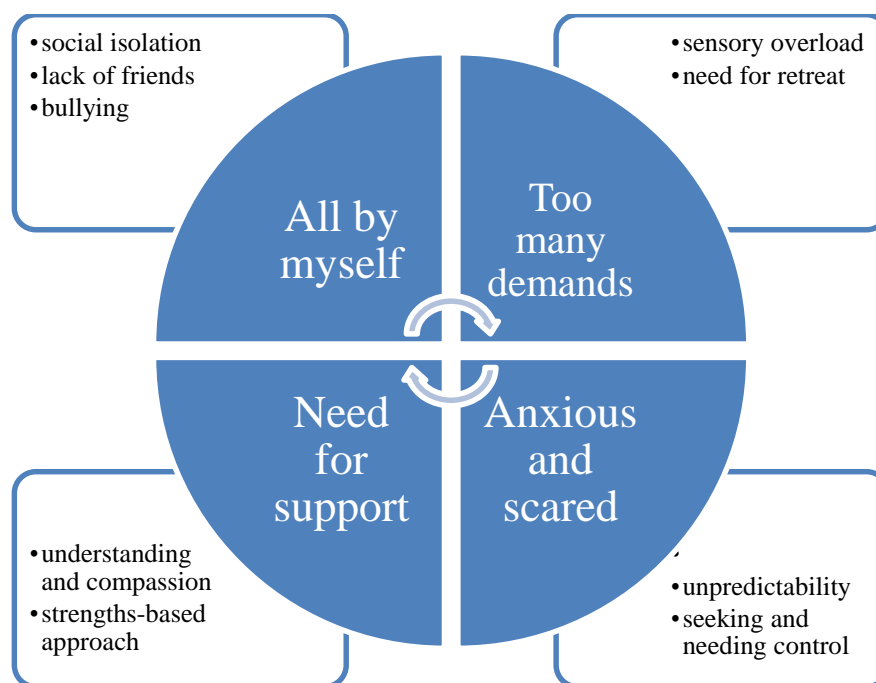 •social isolation
•lack of friends
•bullying
•sensory overload
•need for retreat
All by
myself
Too
many
demands
Need
for
support
Anxious
and
scared
•understanding
and compassion
•strengths-based
approach
•
•unpredictability
•seeking and
needing control